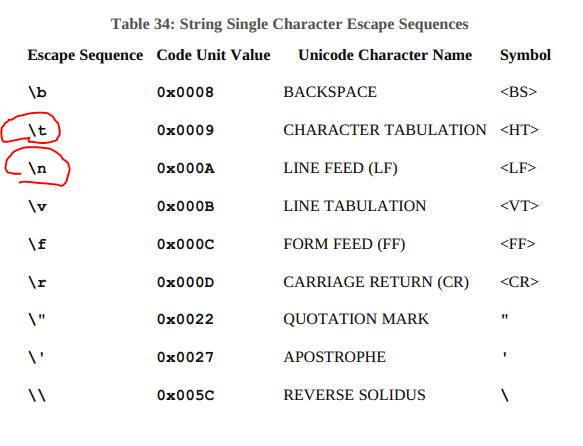 Table 34: String Single Character Escape Sequences
Escape Sequence Code Unit Value Unicode Character Name Symbol
\b 0x0008 BACKSPACE <BS>
\t 0x0009 CHARACTER TABULATION <HT>
\n 0x000A LINE FEED (LF) <LF>
\v 0x000B LINE TABULATION <VT>
\f 0x000C FORM FEED (FF) <FF>
\r 0x000D CARRIAGE RETURN (CR) <CR>
\" 0x0022 QUOTATION MARK "
\' 0x0027 APOSTROPHE '
\\ 0x005C REVERSE SOLIDUS \